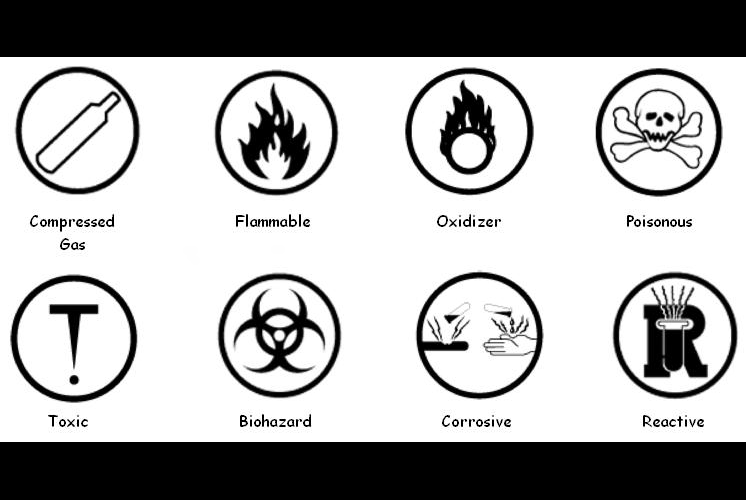 Compressed
Gas
Flammable
Oxidizer
Poisonous
Toxic
Biohazard
Corrosive
R
Reactive